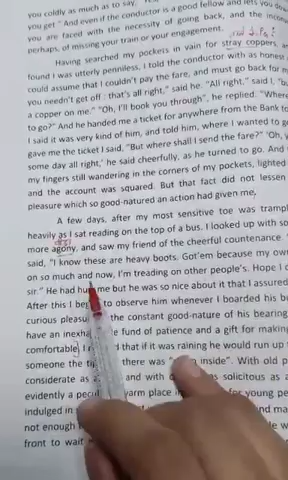 you coldly as much as to say,
you get." And even if the conductor is a good fellow and lets you do
you are faced with the necessity of going back, and the incon
perhaps, of missing your train or your engagement.
Having searched my pockets in vain for stray coppers, a
found I was utterly penniless, I told the conductor with as honest
could assume that I couldn't pay the fare, and must go back for m
you needn't get off: that's all right," said he. "All right," said I, "b
a copper on me." "Oh, I'll book you through", he replied. "Where
to go?" And he handed me a ticket for anywhere from the Bank to
I said it was very kind of him, and told him, where I wanted to g
gave me the ticket I said, "But where shall I send the fare?" "Oh, y
some day all right," he said cheerfully, as he turned to go. And
my fingers still wandering in the corners of my pockets, lighted
and the account was squared. But that fact did not lessen
pleasure which so good-natured an action had given me.
A few days, after my most sensitive toe was tramp
heavily as I sat reading on the top of a bus. I looked up with so
more agony, and saw my friend of the cheerful countenance
said, "I know these are heavy boots. Got'em because my ow
on so much and now, I'm treading on other people's. Hope I
sir." He had hu me but he was so nice about it that I assured
After this I be to observe him whenever I boarded his b
curious pleasu the constant good-nature of his bearing
have an inexha le fund of patience and a gift for making
comfortable. I that if it was raining he would run up
someone the ti there was inside". With old p
considerate as and with as solicitous as
evidently a pec arm place for young pe
indulged in
not enough
front to wait